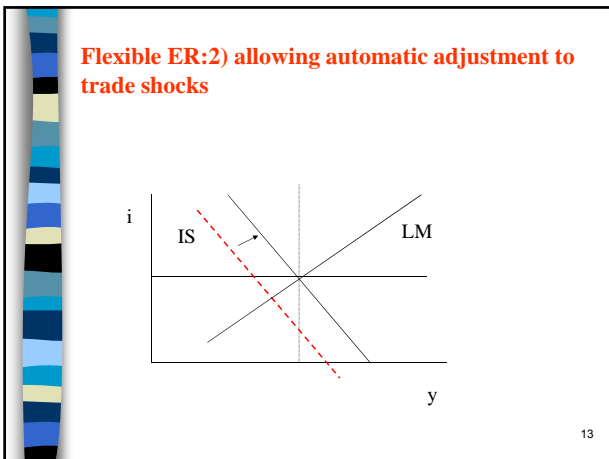 Flexible ER:2) allowing automatic adjustment to
trade shocks
i
IS
LM
y
13